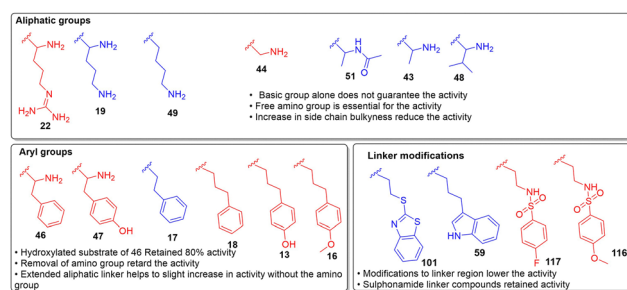 Aliphatic groups
NH2
NH2
N
NH2
H2N
22
NH2
19
NH2
49
NH2
44
H
N
O
51
NH2
43
NH2
48
• Basic group alone does not guarantee the activity
• Free amino group is essential for the activity
• Increase in side chain bulkyness reduce the activity
Aryl groups
NH2
46
NH2
OH
47
17
18
OH
13
O
16
• Hydroxylated substrate of 46 Retained 80% activity
• Removal of amino group retard the activity
• Extended aliphatic linker helps to slight increase in activity without the amino
group
Linker modifications
S
N
S
101
HN
59
NH
O
S
O
F
117
NH
O
S
O
O
116
• Modifications to linker region lower the activity
• Sulphonamide linker compounds retained activity